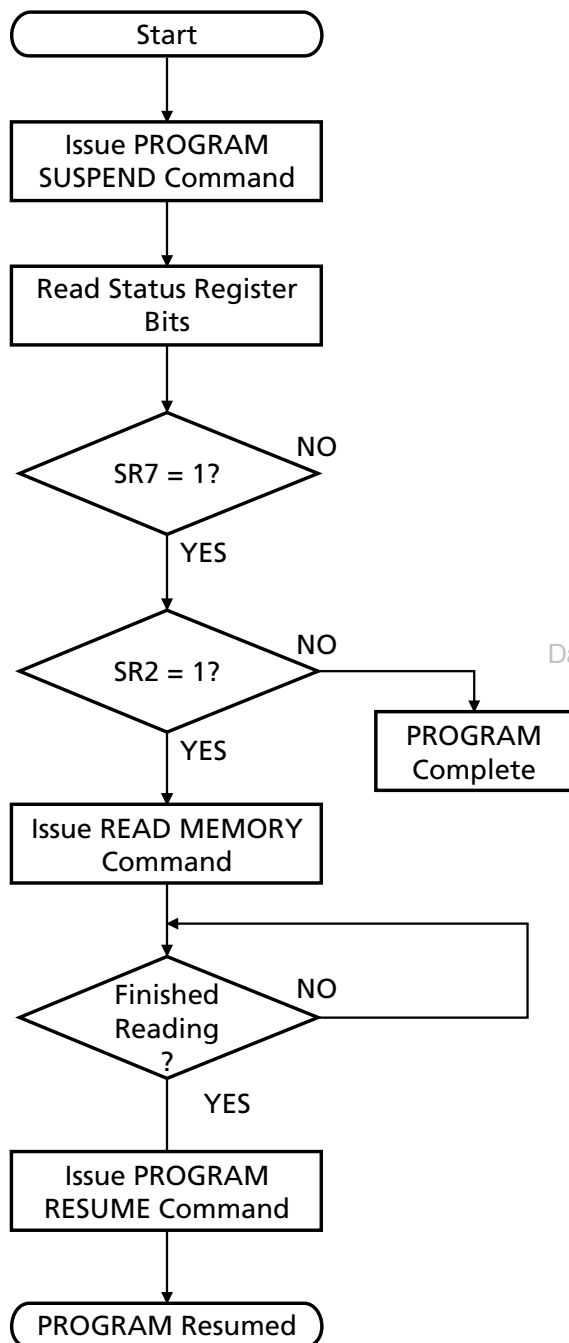 Start
Issue PROGRAM
SUSPEND Command
Read Status Register
Bits
NO
SR7 = 1?
YES
NO
SR2 = 1?
YES
PROGRAM
Complete
Issue READ MEMORY
Command
Finished
Reading
?
NO
YES
Issue PROGRAM
RESUME Command
PROGRAM Resumed